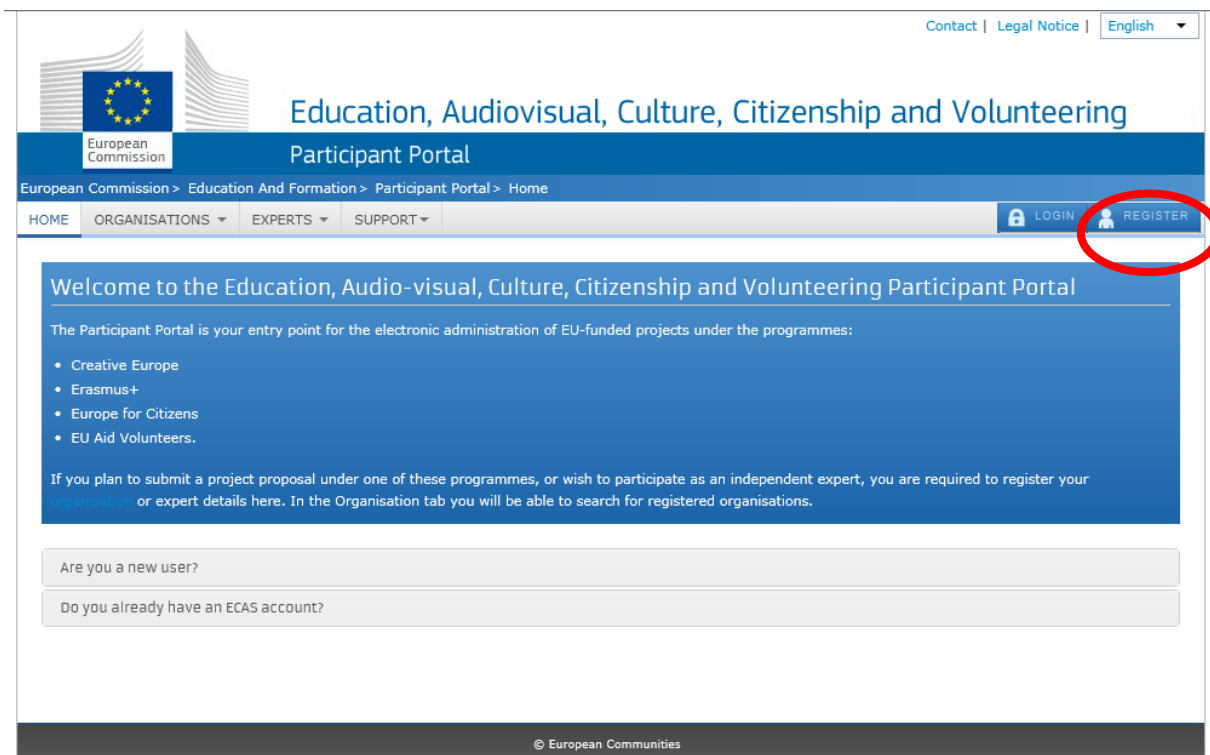 Contact | Legal Notice | English
Education, Audiovisual, Culture, Citizenship and Volunteering
European
Commission
Participant Portal
European Commission > Education And Formation > Participant Portal > Home
HOME ORGANISATIONS EXPERTS SUPPORT LOGIN REGISTER
Welcome to the Education, Audio-visual, Culture, Citizenship and Volunteering Participant Portal
The Participant Portal is your entry point for the electronic administration of EU-funded projects under the programmes:
• Creative Europe
• Erasmus+
• Europe for Citizens
• EU Aid Volunteers.
If you plan to submit a project proposal under one of these programmes, or wish to participate as an independent expert, you are required to register your
organisation or expert details here. In the Organisation tab you will be able to search for registered organisations.
Are you a new user?
Do you already have an ECAS account?
© European Communities